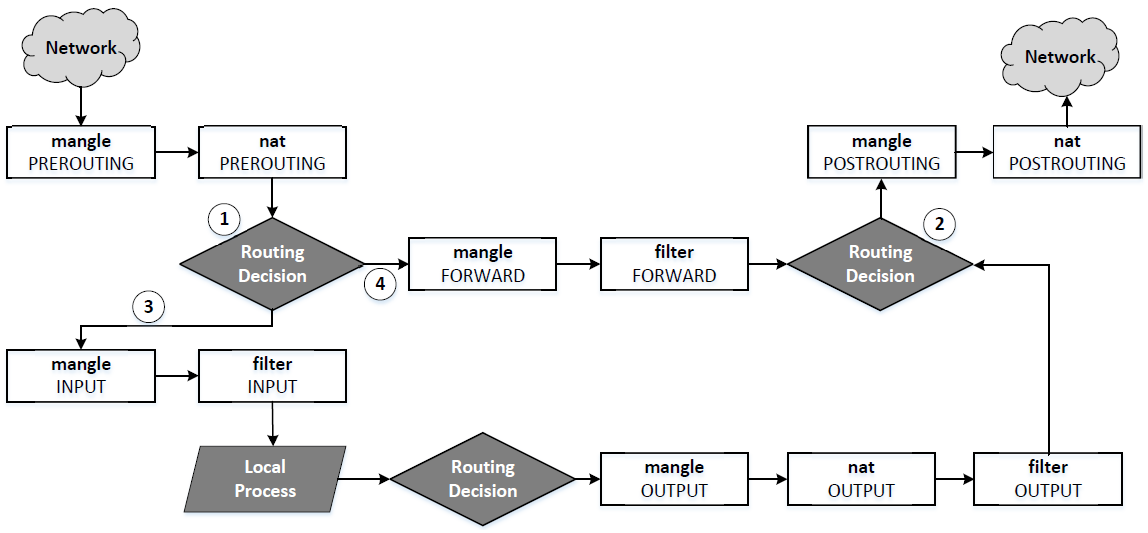 Network
Network
mangle
PREROUTING
nat
PREROUTING
mangle
POSTROUTING
nat
POSTROUTING
1
2
Routing
Decision
4
mangle
FORWARD
filter
FORWARD
Routing
Decision
3
mangle
INPUT
filter
INPUT
Local
Process
Routing
Decision
mangle
OUTPUT
nat
OUTPUT
filter
OUTPUT